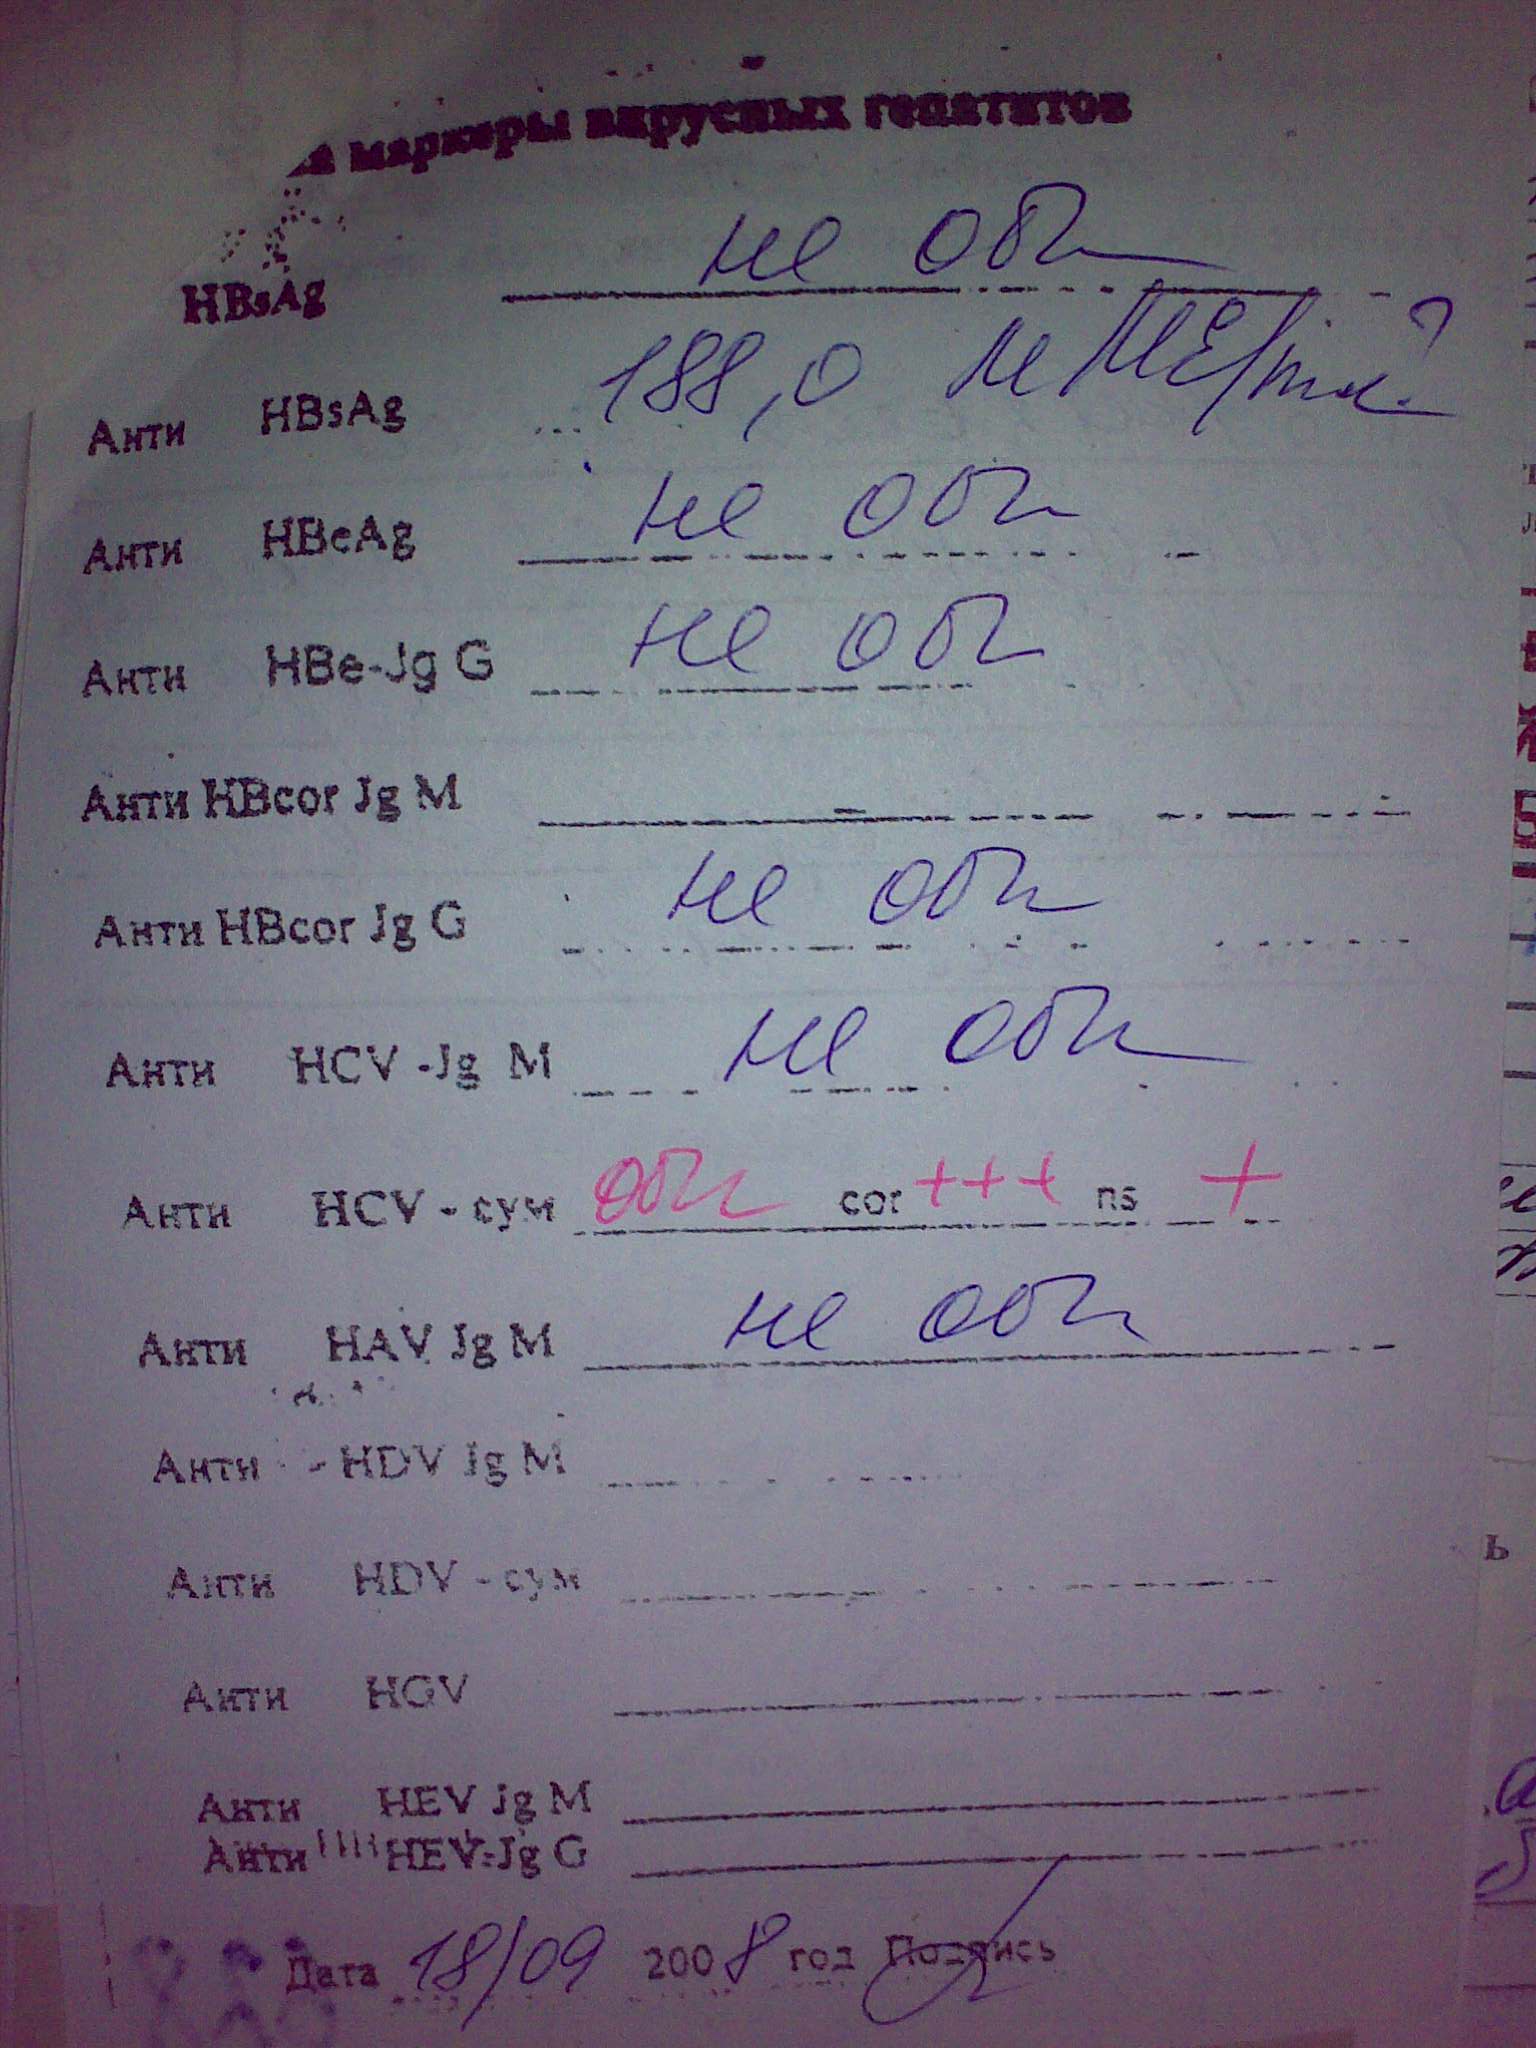 маркеры вирусных гепатитов
HBsAg не обн
Анти HBsAg 188,0 мМЕ/мл
Анти HBeAg не обн
Анти HBe-Jg G не обн
Анти HBcor Jg M –
Анти HBcor Jg G не обн
Анти HCV -Jg M не обн
Анти HCV - сум обн cor +++ ns +
Анти HAV Jg M не обн
Анти - HDV Jg M
Анти HDV - сум
Анти HGV
Анти HEV Jg M
Анти HEV-Jg G
Дата 18/09 2008 год Подпись